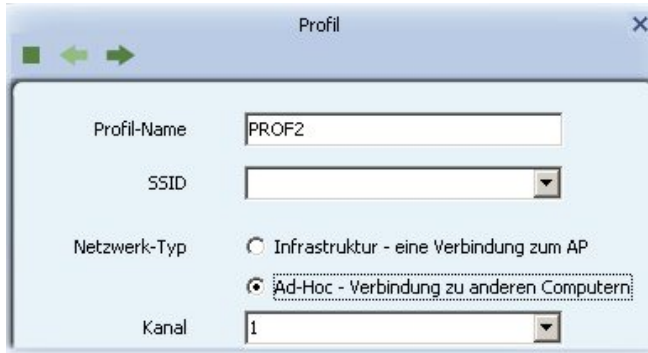 Profil
Profil-Name PROF2
SSID
Netzwerk-Typ Infrastruktur - eine Verbindung zum AP
Ad-Hoc - Verbindung zu anderen Computern
Kanal 1